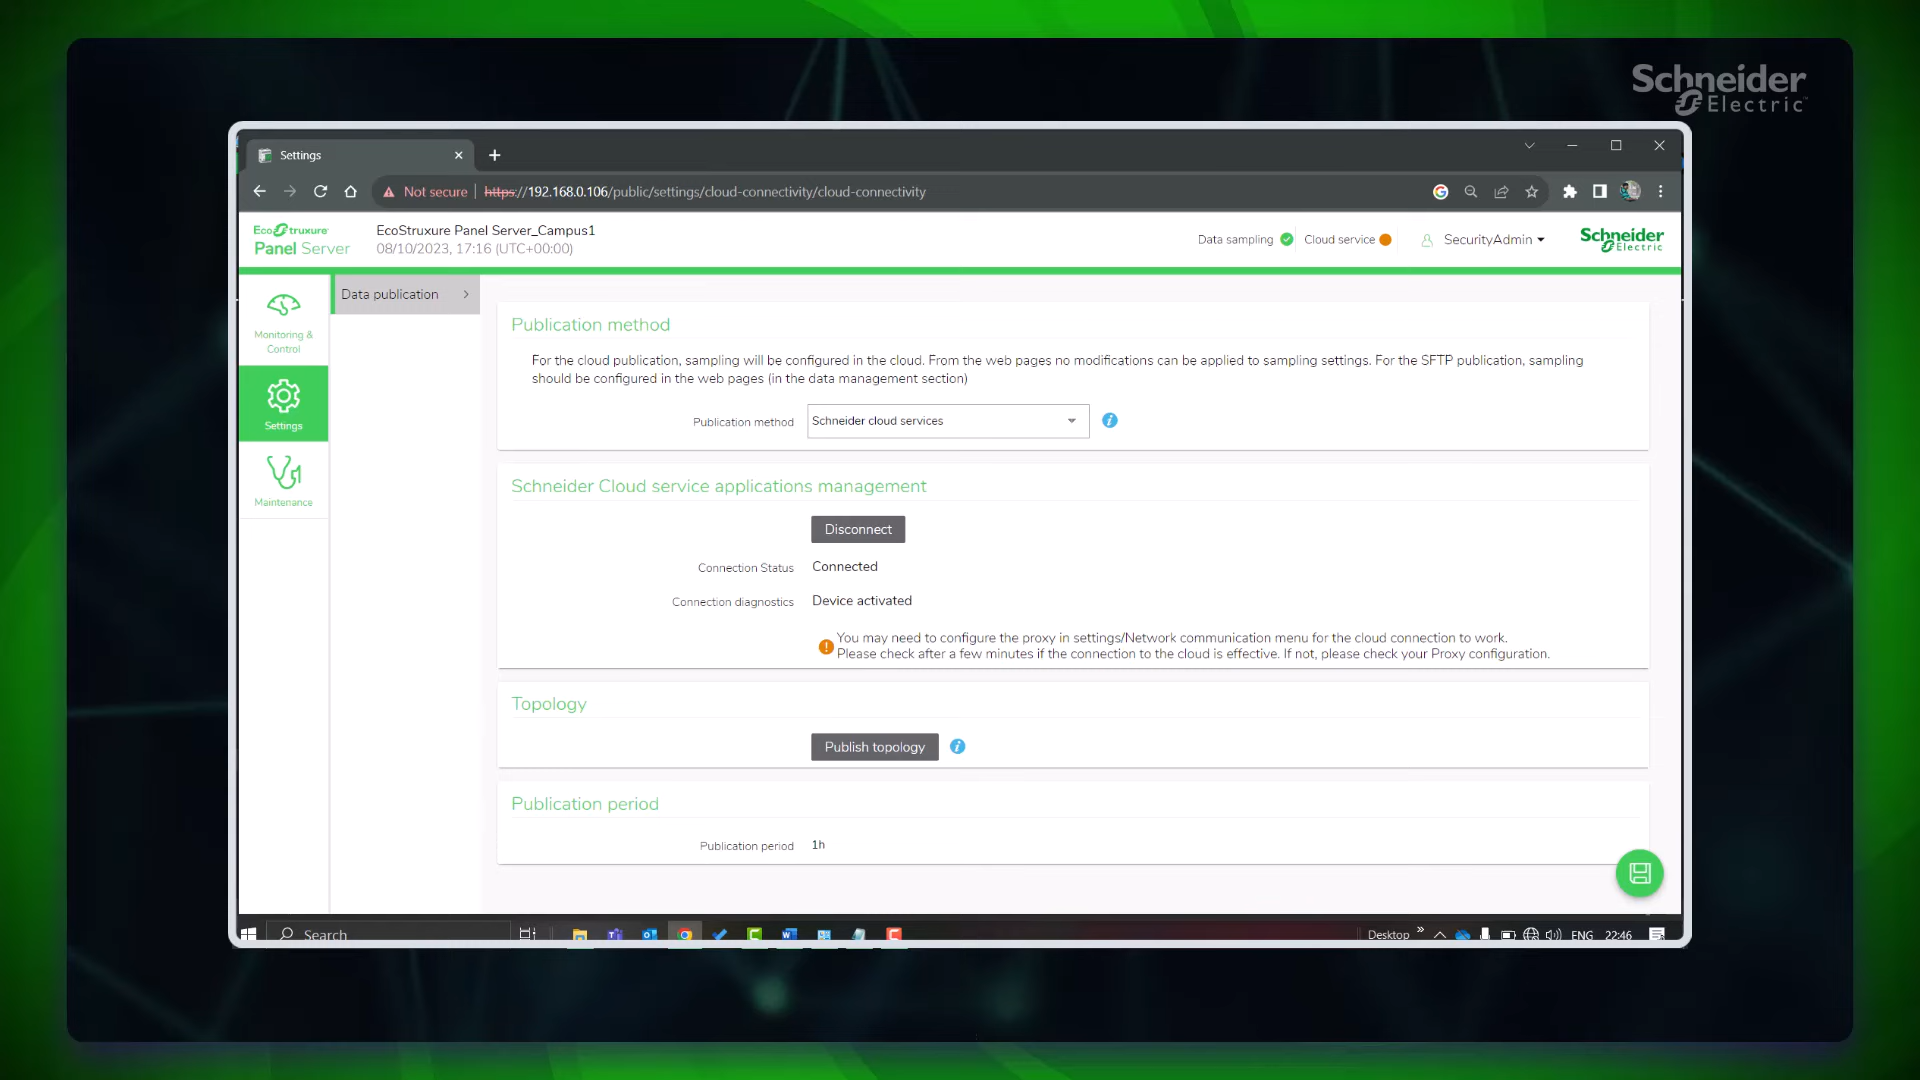 Schneider
Electric
Settings
Not secure
https://192.168.0.106/public/settings/cloud-connectivity/cloud-connectivity
EcoStruxure
Panel Server
EcoStruxure Panel Server_Campus1
08/10/2023, 17:16 (UTC+00:00)
Data sampling
Cloud service
SecurityAdmin
Schneider
Electric
Monitoring &
Control
Settings
Maintenance
Data publication
Publication method
For the cloud publication, sampling will be configured in the cloud. From the web pages no modifications can be applied to sampling settings. For the SFTP publication, sampling
should be configured in the web pages (in the data management section)
Publication method
Schneider cloud services
Schneider Cloud service applications management
Disconnect
Connection Status
Connected
Connection diagnostics
Device activated
You may need to configure the proxy in settings/Network communication menu for the cloud connection to work.
Please check after a few minutes if the connection to the cloud is effective. If not, please check your Proxy configuration.
Topology
Publish topology
Publication period
Publication period
1h
Search
Desktop
ENG
22:46